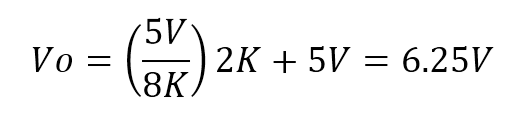 Vo = (5V/8K) 2K + 5V = 6.25V